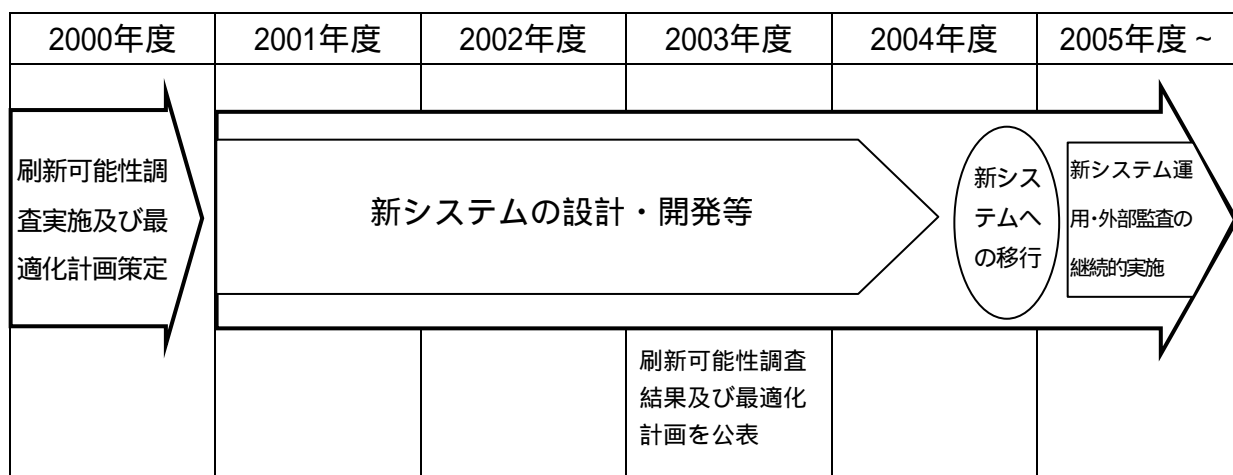 2000年度
2001年度
2002年度
2003年度
2004年度
2005年度 ~
刷新可能性調
査実施及び最
適化計画策定
新システムの設計・開発等
新シス
テムへ
の移行
新システム運
用・外部監査の
継続的実施
刷新可能性調査
結果及び最適化
計画を公表